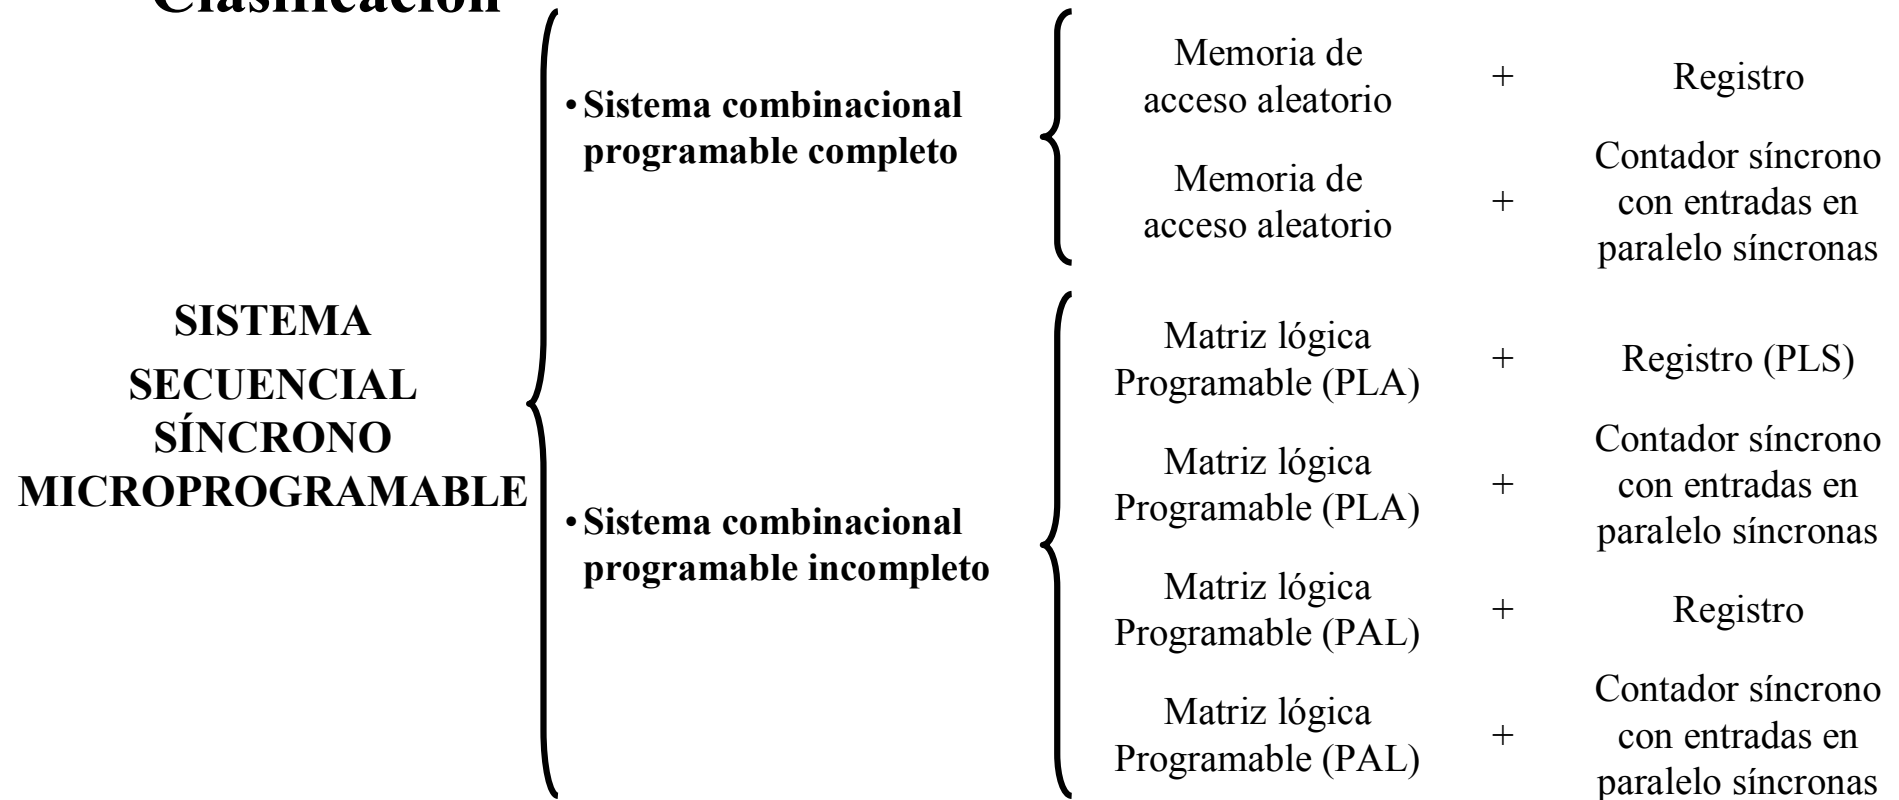 Clasificación
SISTEMA
SECUENCIAL
SÍNCRONO
MICROPROGRAMABLE
• Sistema combinacional
programable completo
Memoria de
acceso aleatorio
+
Registro
Memoria de
acceso aleatorio
+
Contador síncrono
con entradas en
paralelo síncronas
• Sistema combinacional
programable incompleto
Matriz lógica
Programable (PLA)
+
Registro (PLS)
Matriz lógica
Programable (PLA)
+
Contador síncrono
con entradas en
paralelo síncronas
Matriz lógica
Programable (PAL)
+
Registro
Matriz lógica
Programable (PAL)
+
Contador síncrono
con entradas en
paralelo síncronas